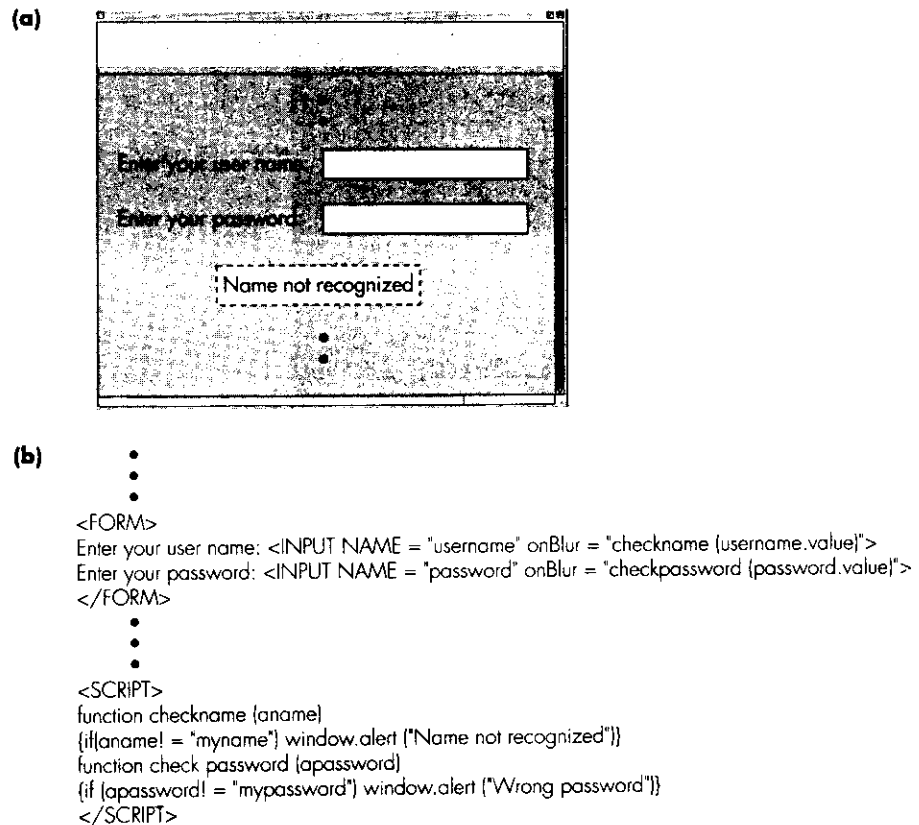 (a)
Enter your user name:
Enter your password:
Name not recognized
(b)
<FORM>
Enter your user name: <INPUT NAME = "username" onBlur = "checkname (username.value)">
Enter your password: <INPUT NAME = "password" onBlur = "checkpassword (password.value)">
</FORM>
<SCRIPT>
function checkname (aname)
{if(aname! = "myname") window.alert ("Name not recognized")}
function check password (apassword)
{if (apassword! = "mypassword") window.alert ("Wrong password")}
</SCRIPT>